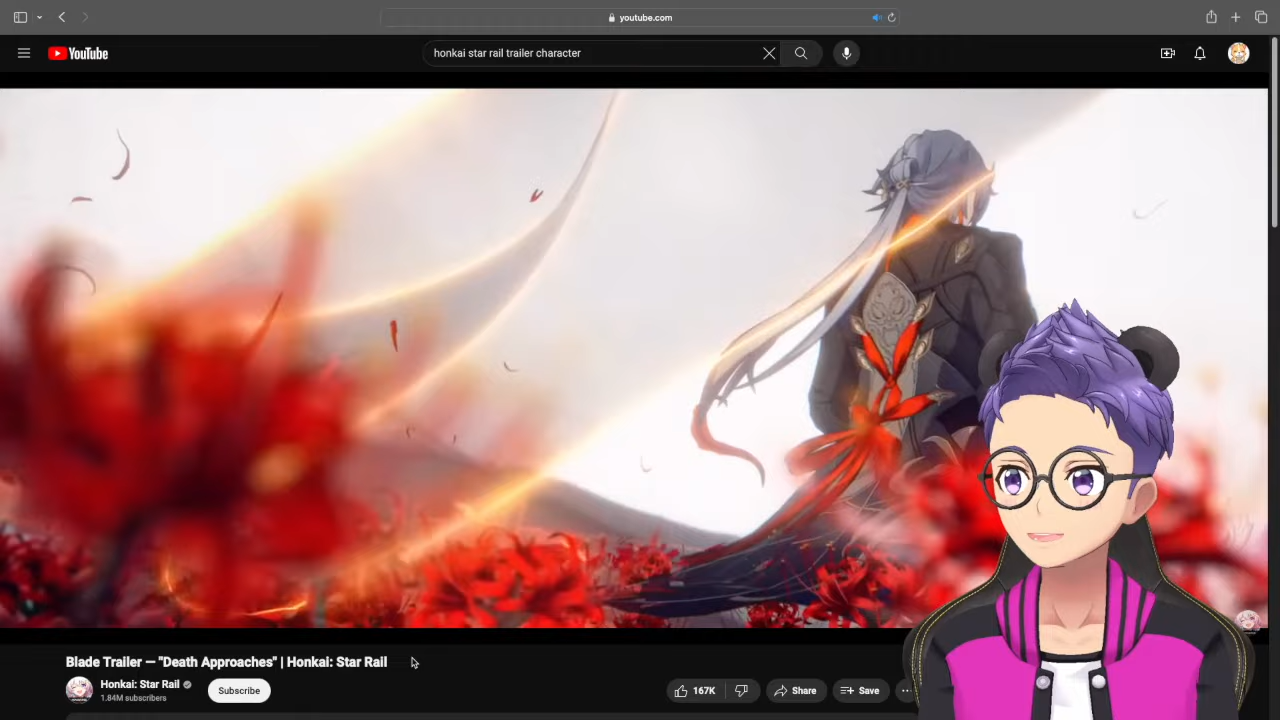 youtube.com
YouTube
honkai star rail trailer character
Blade Trailer — "Death Approaches" | Honkai: Star Rail
Honkai: Star Rail
1.84M subscribers
Subscribe
167K
Share
Save